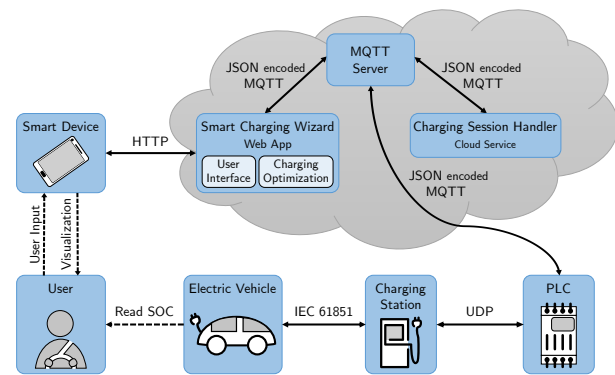 MQTT
Server
JSON encoded
MQTT
JSON encoded
MQTT
Smart Device
HTTP
Smart Charging Wizard
Web App
User
Interface
Charging
Optimization
Charging Session Handler
Cloud Service
JSON encoded
MQTT
User Input
Visualization
User
Read SOC
Electric Vehicle
IEC 61851
Charging
Station
UDP
PLC